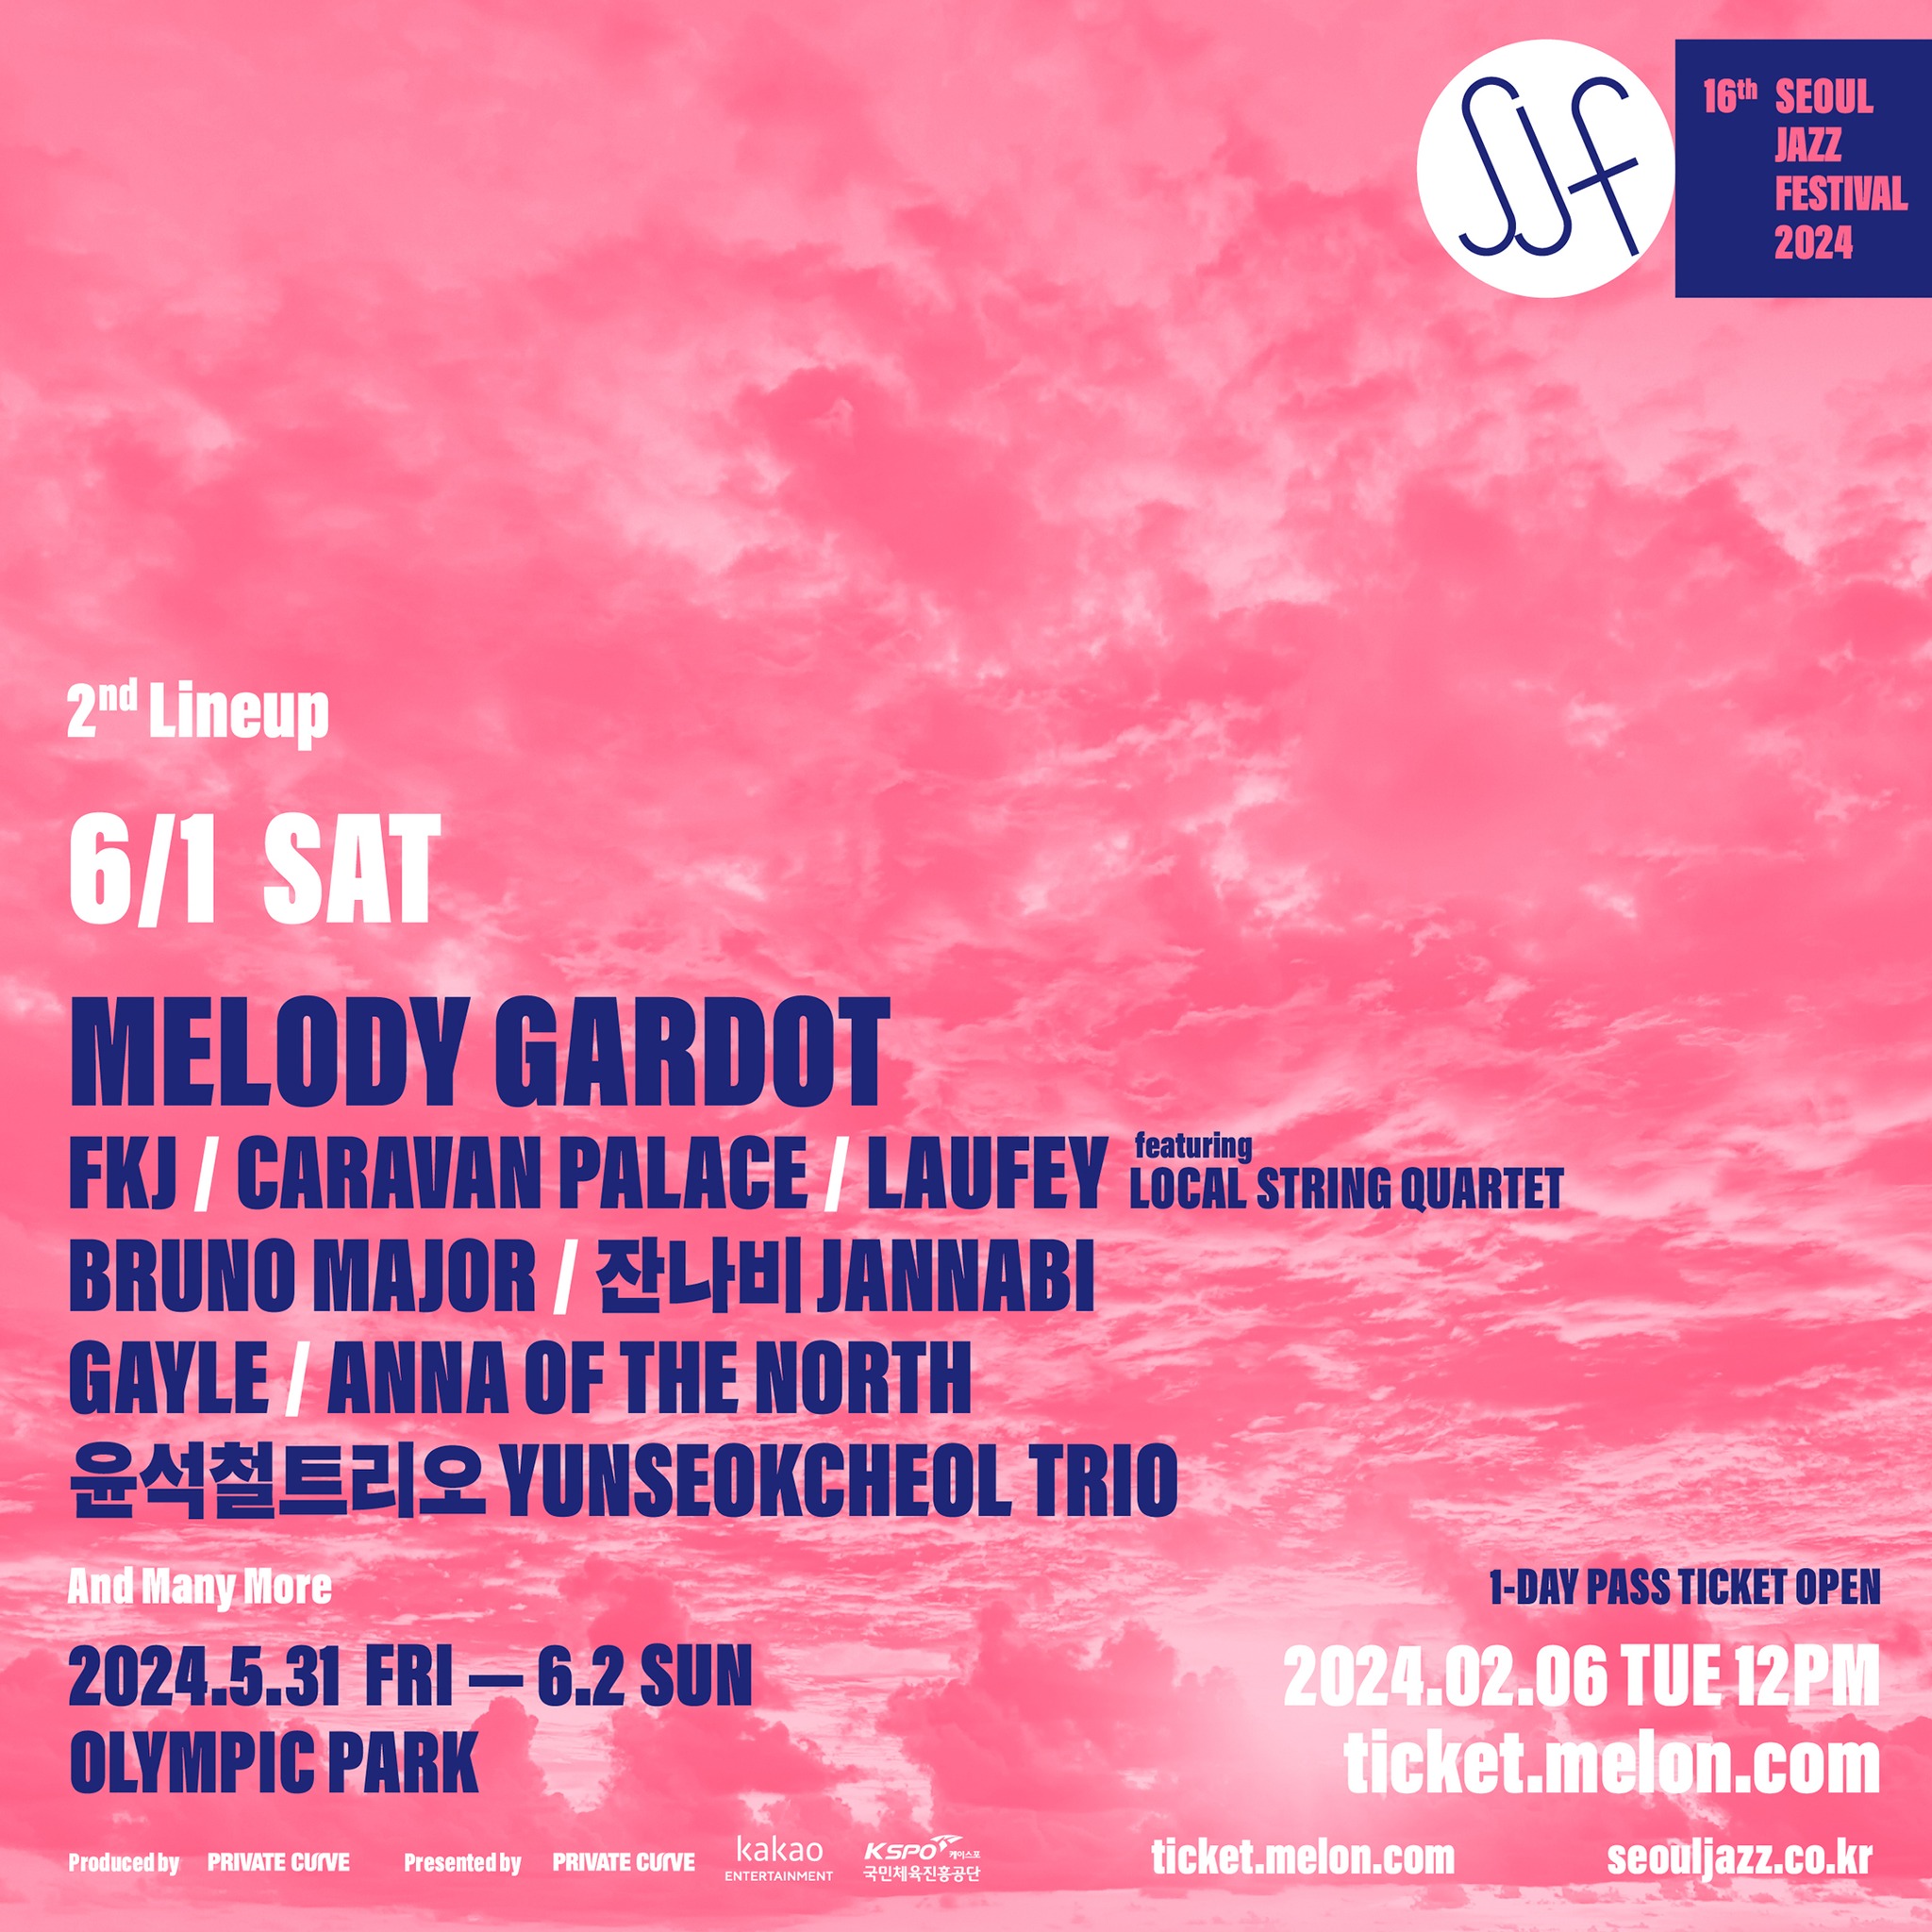 sjf
16th SEOUL
JAZZ
FESTIVAL
2024
2nd Lineup
6/1 SAT
MELODY GARDOT
FKJ / CARAVAN PALACE / LAUFEY featuring LOCAL STRING QUARTET
BRUNO MAJOR / 잔나비 JANNABI
GAYLE / ANNA OF THE NORTH
윤석철트리오 YUNSEOKCHEOL TRIO
And Many More
2024.5.31 FRI — 6.2 SUN
OLYMPIC PARK
1-DAY PASS TICKET OPEN
2024.02.06 TUE 12PM
ticket.melon.com
Produced by PRIVATE CURVE Presented by PRIVATE CURVE kakao ENTERTAINMENT KSPO 케이스포 국민체육진흥공단
ticket.melon.com seouljazz.co.kr